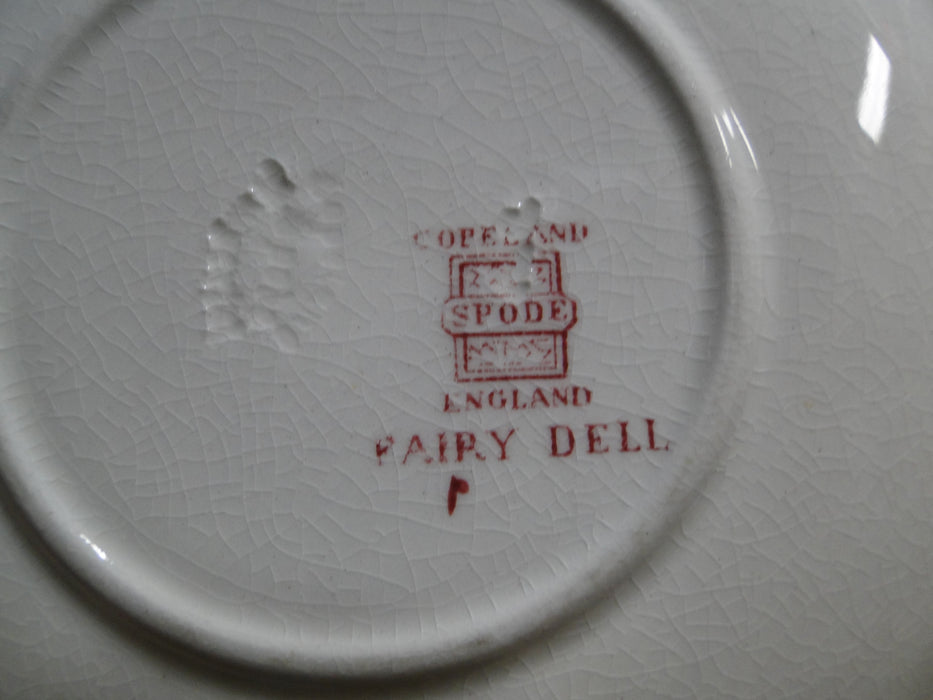 COPELAND
SPODE
ENGLAND
FAIRY DELL
r